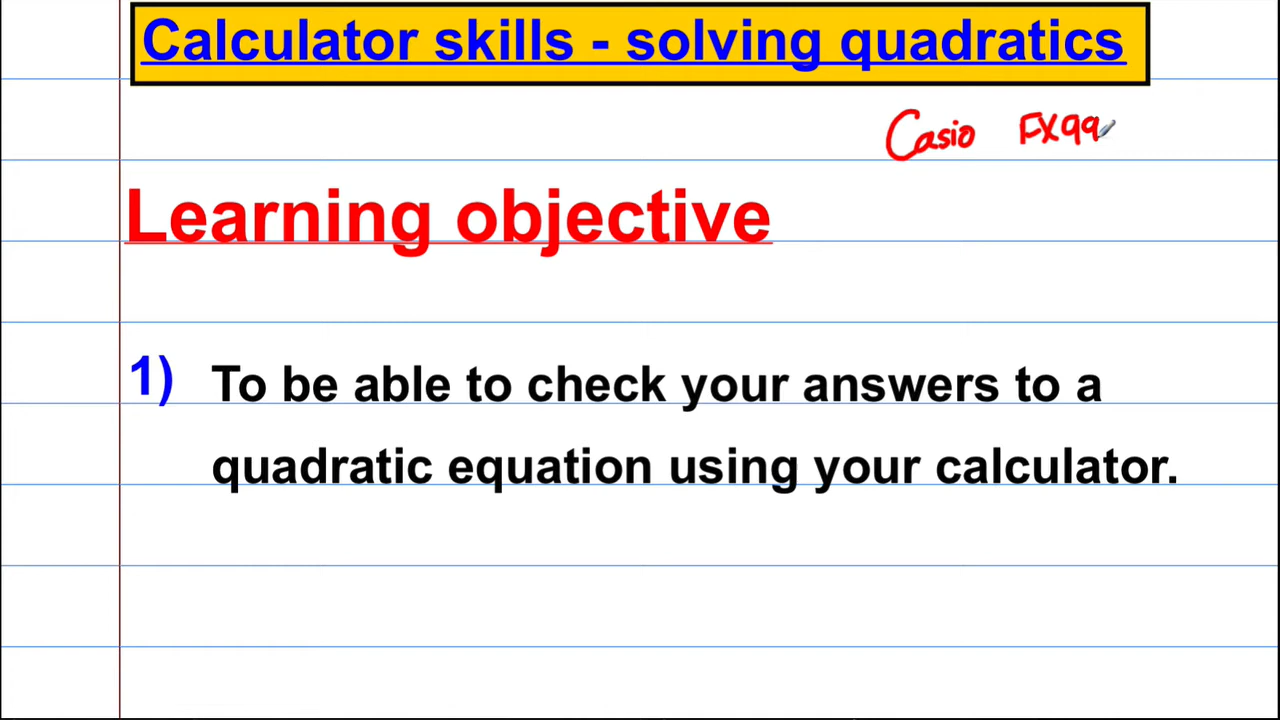 Calculator skills - solving quadratics
Casio FX99
Learning objective
1) To be able to check your answers to a
quadratic equation using your calculator.